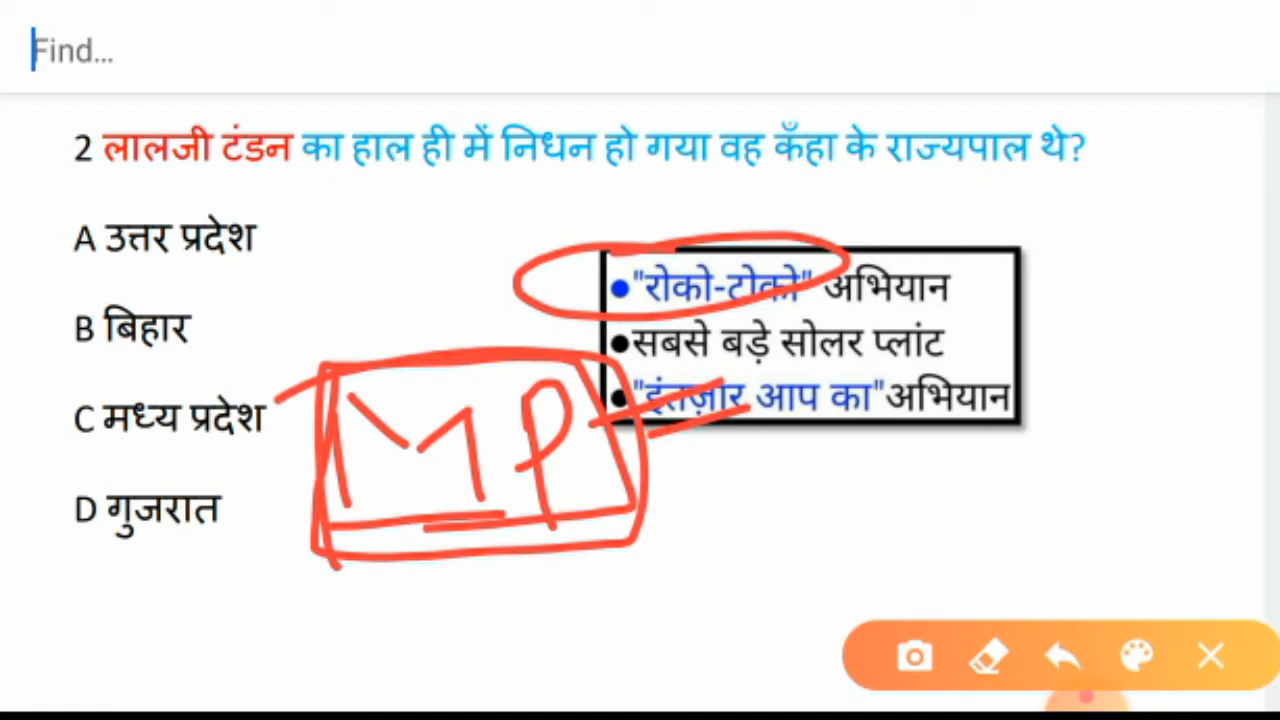 Find...
2 लालजी टंडन का हाल ही में निधन हो गया वह कँहा के राज्यपाल थे?
A उत्तर प्रदेश
B बिहार
C मध्य प्रदेश
D गुजरात
●"रोको-टोको" अभियान
●सबसे बड़े सोलर प्लांट
●"इंतज़ार आप का"अभियान
MP